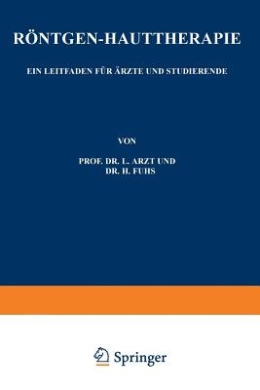 RÖNTGEN-HAUTTHERAPIE
EIN LEITFADEN FÜR ÄRZTE UND STUDIERENDE
VON
PROF. DR. L. ARZT UND
DR. H. FUHS
Springer